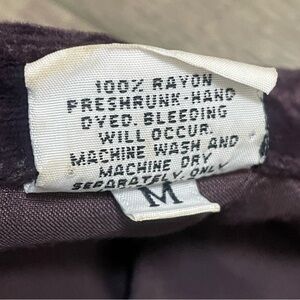 100% RAYON
PRESHRUNK-HAND
DYED. BLEEDING
WILL OCCUR.
MACHINE WASH AND
MACHINE DRY
SEPARATELY. ONLY
M